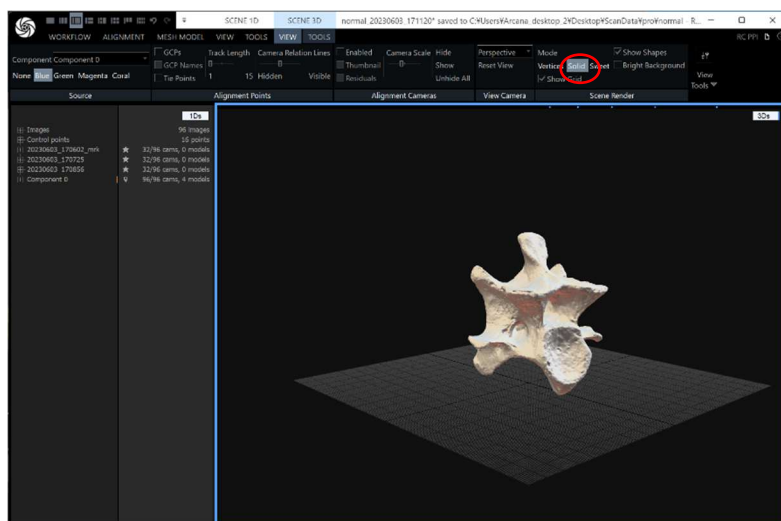 SCENE 1D SCENE 3D normal_20230603_171120* saved to C:\Users\Arcana_desktop_2\Desktop\ScanData\pro\normal - R...
WORKFLOW ALIGNMENT MESH MODEL VIEW TOOLS VIEW TOOLS RC PPI
GCPs Track Length Camera Relation Lines Enabled Camera Scale Hide Perspective Mode Show Shapes
Component Component 0 GCP Names Thumbnail Show Reset View Vertices Solid Sweet Bright Background
None Blue Green Magenta Coral Tie Points 1 15 Hidden Visible Residuals Unhide All Show Grid View
Tools
Source Alignment Points Alignment Cameras View Camera Scene Render
1Ds 3Ds
Images 96 images
Control points 16 points
20230603_170602_mrk 32/96 cams, 0 models
20230603_170725 32/96 cams, 0 models
20230603_170856 32/96 cams, 0 models
Component 0 96/96 cams, 4 models